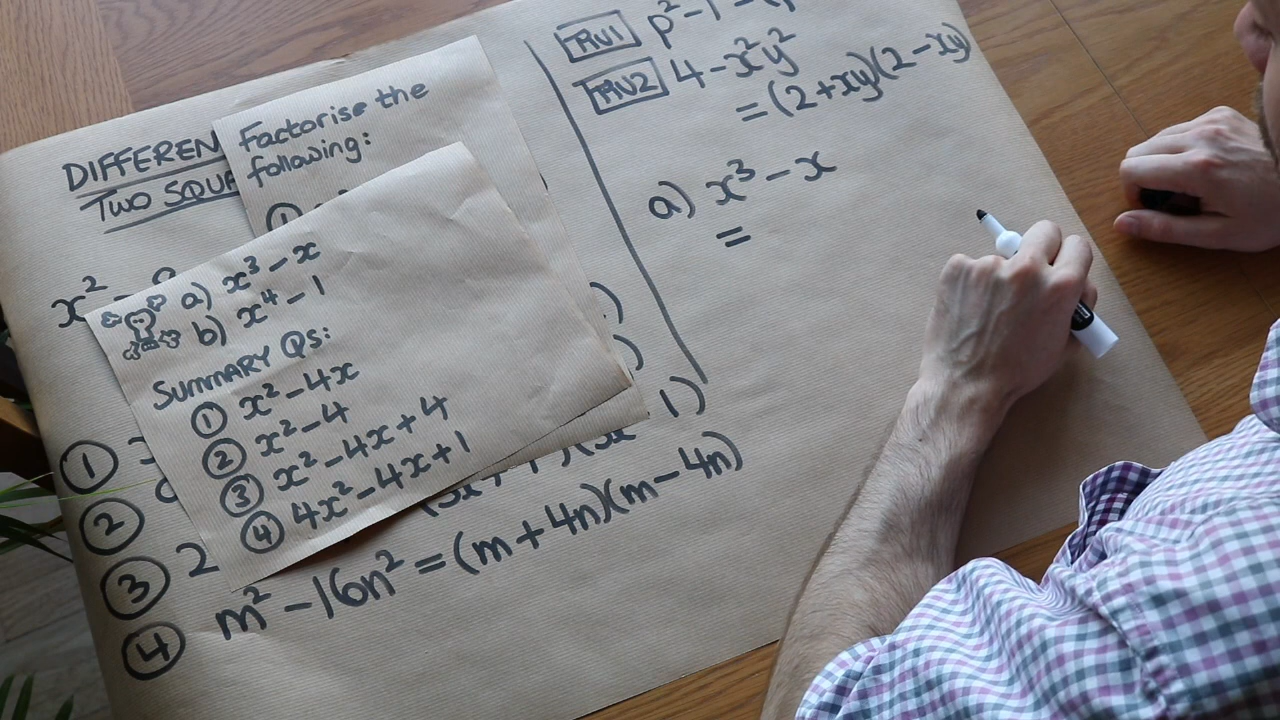 DIFFEREN
TWO SQUA
x²
①
②
③ 2
④ m² - 16n² = (m + 4n)(m - 4n)
Factorise the
following:
①
a) x³ - x
b) x⁴ - 1
SUMMARY QS:
① x² - 4x
② x² - 4
③ x² - 4x + 4
④ 4x² - 4x + 1
1)
p² - 1
4 - x²y²
= (2 + xy)(2 - xy)
a) x³ - x
=